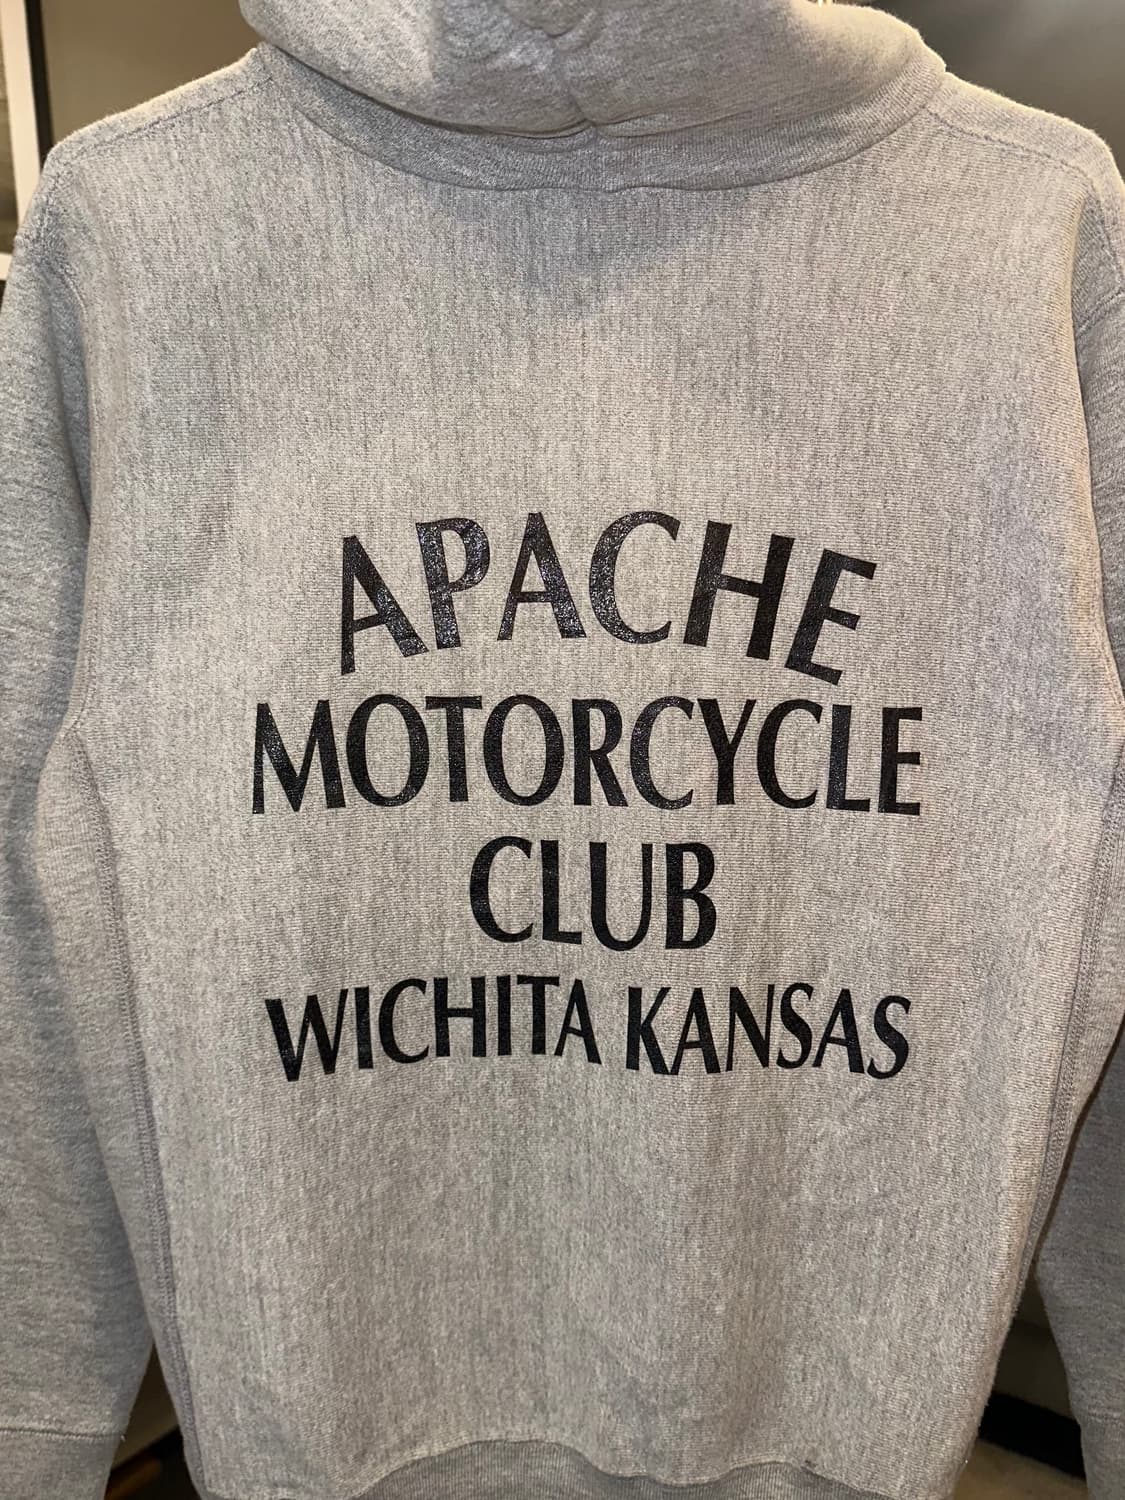 APACHE
MOTORCYCLE
CLUB
WICHITA KANSAS